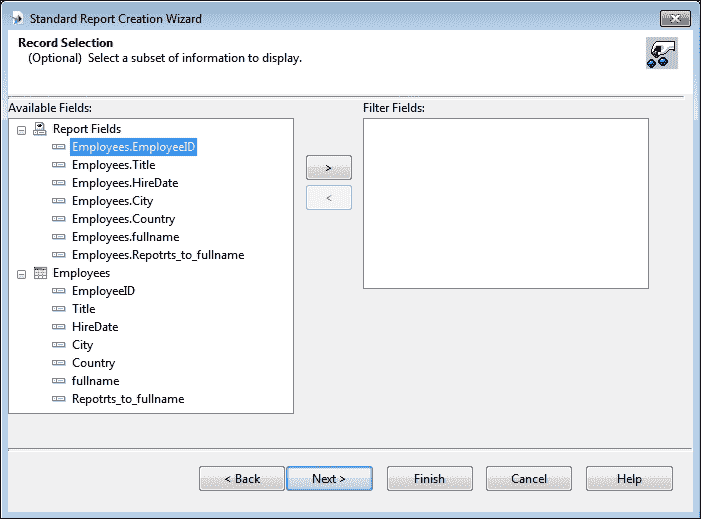 Standard Report Creation Wizard
Record Selection
(Optional) Select a subset of information to display.
Available Fields:
Filter Fields:
Report Fields
Employees.EmployeeID
Employees.Title
Employees.HireDate
Employees.City
Employees.Country
Employees.fullname
Employees.Repotrts_to_fullname
Employees
EmployeeID
Title
HireDate
City
Country
fullname
Repotrts_to_fullname
>
<
< Back
Next >
Finish
Cancel
Help